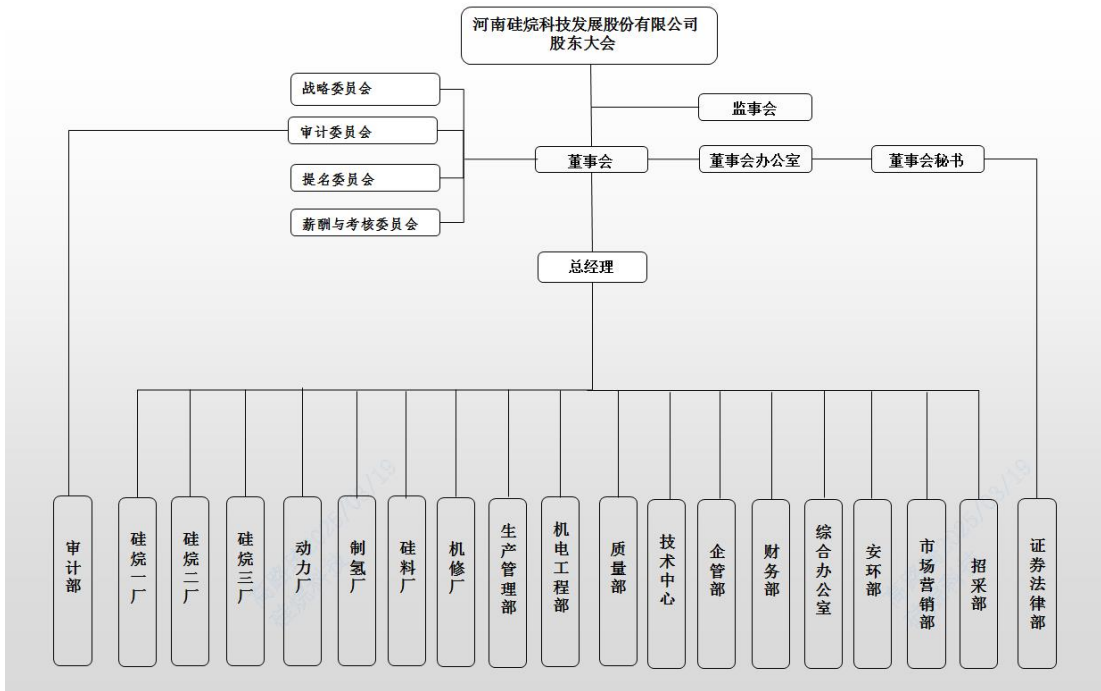 河南硅烷科技发展股份有限公司
股东大会
战略委员会
监事会
审计委员会
董事会
董事会办公室
董事会秘书
提名委员会
薪酬与考核委员会
总经理
审计部
硅烷一厂
硅烷二厂
硅烷三厂
动力厂
制氢厂
硅料厂
机修厂
生产管理部
机电工程部
质量部
技术中心
企管部
财务部
综合办公室
安环部
市场营销部
招采部
证券法律部